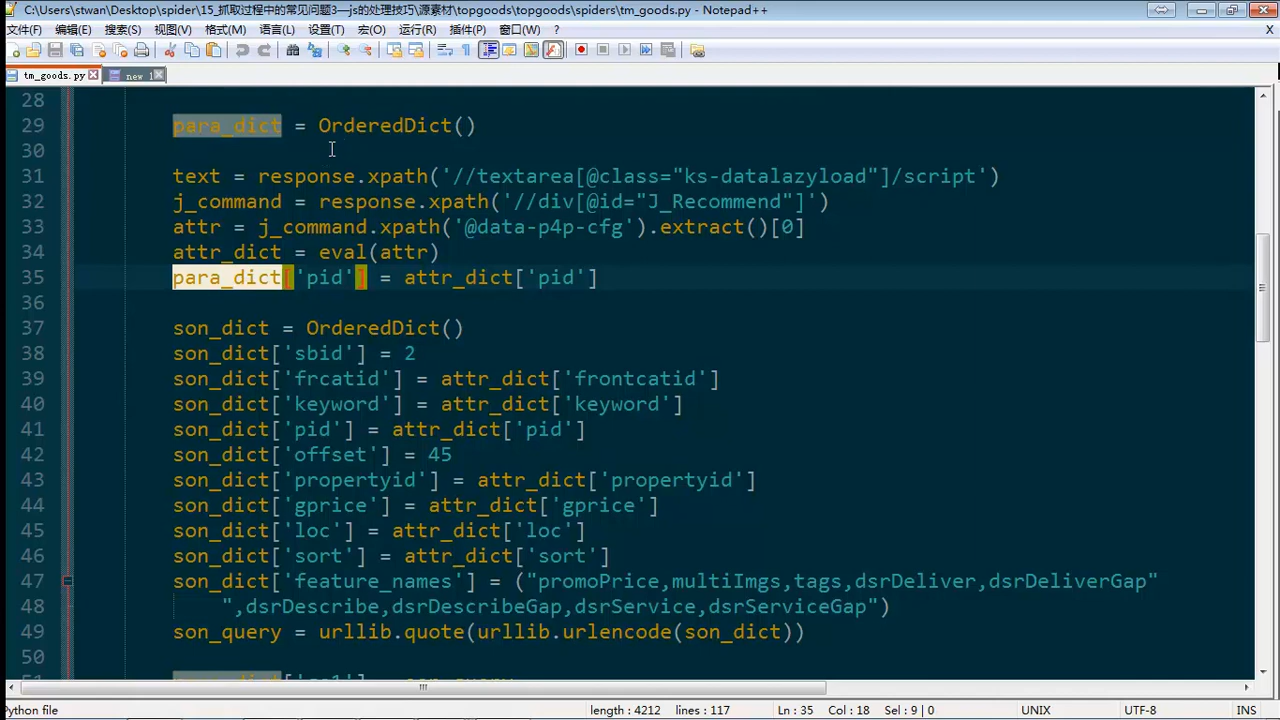 C:\Users\stwan\Desktop\spider\15_抓取过程中的常见问题3—js的处理技巧\源素材\topgoods\topgoods\spiders\tm_goods.py - Notepad++
文件(F) 编辑(E) 搜索(S) 视图(V) 格式(M) 语言(L) 设置(T) 宏(O) 运行(R) 插件(P) 窗口(W) ? X
tm_goods.py new 1
28
29 para_dict = OrderedDict()
30
31 text = response.xpath('//textarea[@class="ks-datalazyload"]/script')
32 j_command = response.xpath('//div[@id="J_Recommend"]')
33 attr = j_command.xpath('@data-p4p-cfg').extract()[0]
34 attr_dict = eval(attr)
35 para_dict['pid'] = attr_dict['pid']
36
37 son_dict = OrderedDict()
38 son_dict['sbid'] = 2
39 son_dict['frcatid'] = attr_dict['frontcatid']
40 son_dict['keyword'] = attr_dict['keyword']
41 son_dict['pid'] = attr_dict['pid']
42 son_dict['offset'] = 45
43 son_dict['propertyid'] = attr_dict['propertyid']
44 son_dict['gprice'] = attr_dict['gprice']
45 son_dict['loc'] = attr_dict['loc']
46 son_dict['sort'] = attr_dict['sort']
47 son_dict['feature_names'] = ("promoPrice,multiImgs,tags,dsrDeliver,dsrDeliverGap"
48 ",dsrDescribe,dsrDescribeGap,dsrService,dsrServiceGap")
49 son_query = urllib.quote(urllib.urlencode(son_dict))
50
Python file length : 4212 lines : 117 Ln : 35 Col : 18 Sel : 9 | 0 UNIX UTF-8 INS